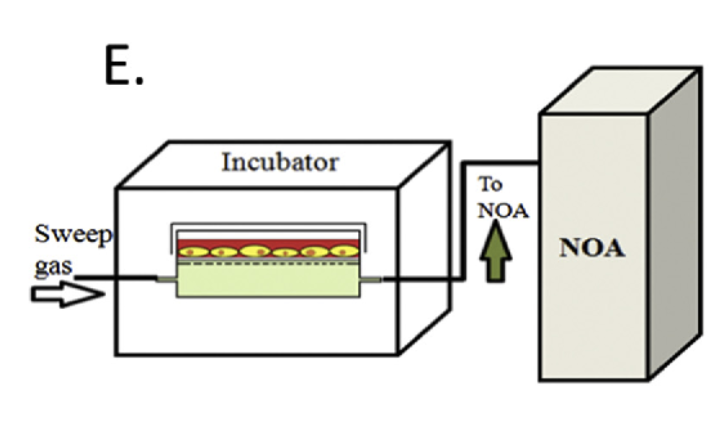 E.
Incubator
Sweep
gas
To
NOA
NOA